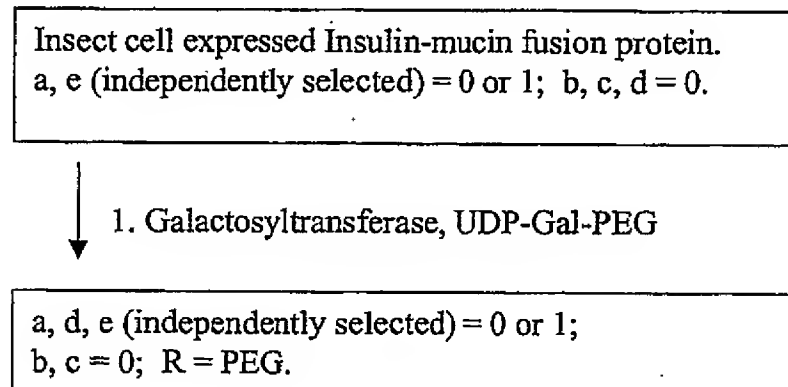 Insect cell expressed Insulin-mucin fusion protein.
a, e (independently selected) = 0 or 1; b, c, d = 0.
1. Galactosyltransferase, UDP-Gal-PEG
a, d, e (independently selected) = 0 or 1;
b, c = 0; R = PEG.